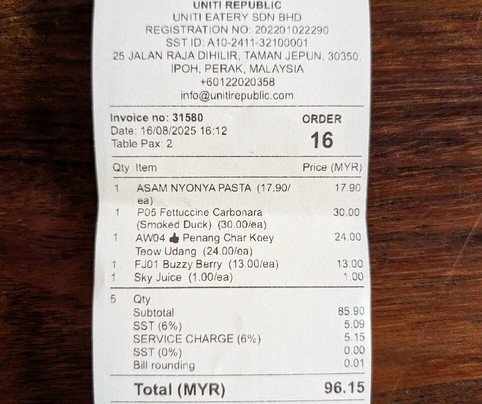 UNITI REPUBLIC
UNITI EATERY SDN BHD
REGISTRATION NO: 202201022290
SST ID: A10-2411-32100001
25 JALAN RAJA DIHILIR, TAMAN JEPUN, 30350,
IPOH, PERAK, MALAYSIA
+60122020358
info@unitirepublic.com
Invoice no: 31580 ORDER
Date: 16/08/2025 16:12
Table Pax: 2 16
Qty Item Price (MYR)
1 ASAM NYONYA PASTA (17.90/ 17.90
ea)
1 P05 Fettuccine Carbonara 30.00
(Smoked Duck) (30.00/ea)
1 AW04 👍 Penang Char Koey 24.00
Teow Udang (24.00/ea)
1 FJ01 Buzzy Berry (13.00/ea) 13.00
1 Sky Juice (1.00/ea) 1.00
5 Qty
Subtotal 85.90
SST (6%) 5.09
SERVICE CHARGE (6%) 5.15
SST (0%) 0.00
Bill rounding 0.01
Total (MYR) 96.15